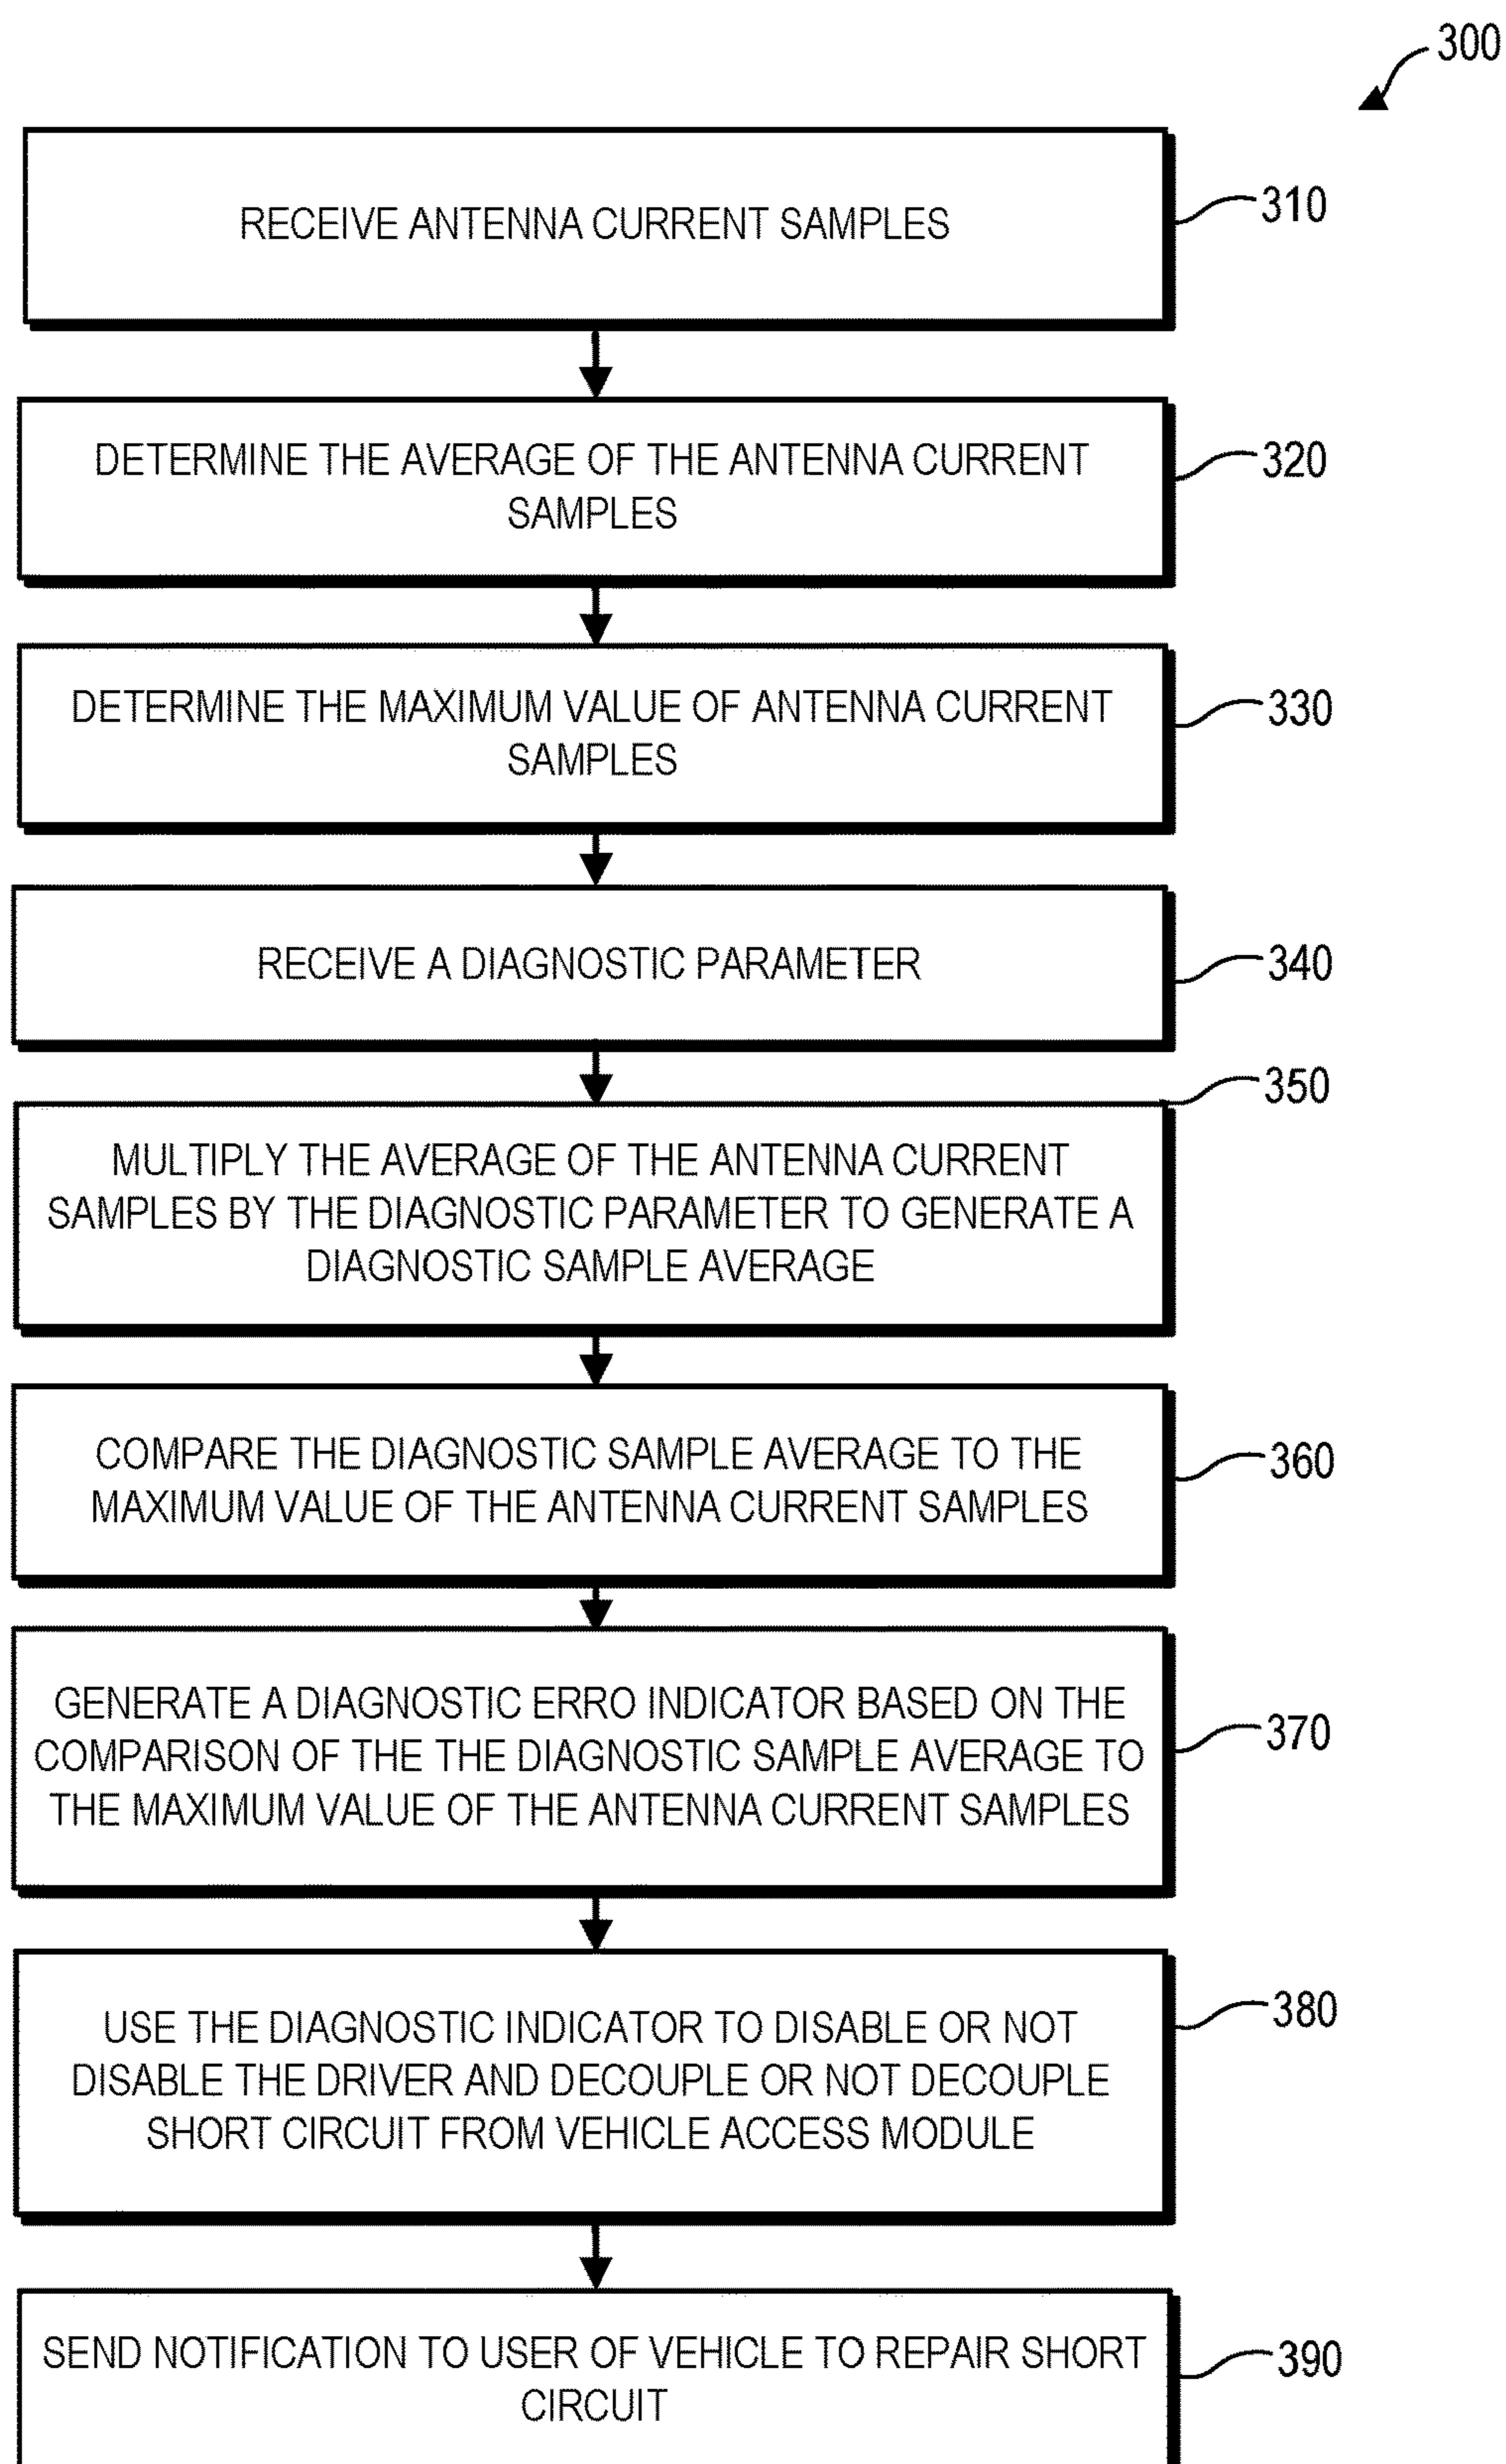 300
RECEIVE ANTENNA CURRENT SAMPLES
310
DETERMINE THE AVERAGE OF THE ANTENNA CURRENT
SAMPLES
320
DETERMINE THE MAXIMUM VALUE OF ANTENNA CURRENT
SAMPLES
330
RECEIVE A DIAGNOSTIC PARAMETER
340
350
MULTIPLY THE AVERAGE OF THE ANTENNA CURRENT
SAMPLES BY THE DIAGNOSTIC PARAMETER TO GENERATE A
DIAGNOSTIC SAMPLE AVERAGE
COMPARE THE DIAGNOSTIC SAMPLE AVERAGE TO THE
MAXIMUM VALUE OF THE ANTENNA CURRENT SAMPLES
360
GENERATE A DIAGNOSTIC ERRO INDICATOR BASED ON THE
COMPARISON OF THE THE DIAGNOSTIC SAMPLE AVERAGE TO
THE MAXIMUM VALUE OF THE ANTENNA CURRENT SAMPLES
370
USE THE DIAGNOSTIC INDICATOR TO DISABLE OR NOT
DISABLE THE DRIVER AND DECOUPLE OR NOT DECOUPLE
SHORT CIRCUIT FROM VEHICLE ACCESS MODULE
380
SEND NOTIFICATION TO USER OF VEHICLE TO REPAIR SHORT
CIRCUIT
390